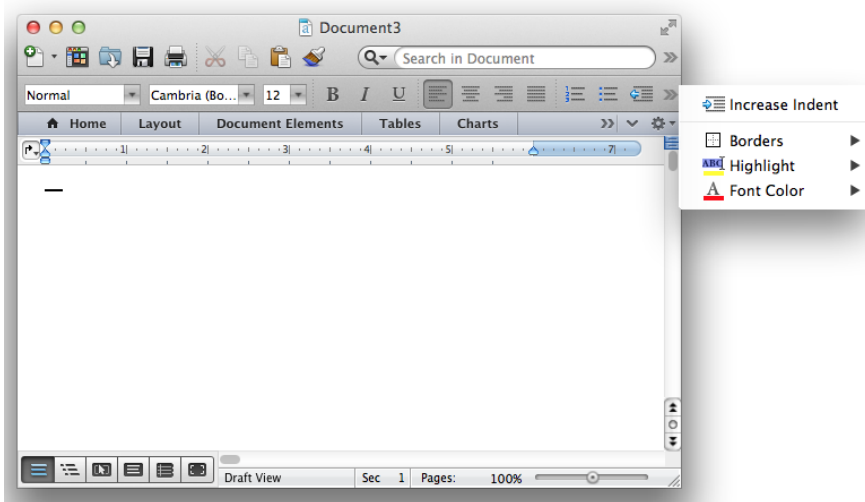 Document3
Search in Document
Normal Cambria (Bo... 12 B I U
Increase Indent
Home Layout Document Elements Tables Charts
Borders
1 2 3 4 5 7
ABC Highlight
A Font Color
Draft View Sec 1 Pages: 100%